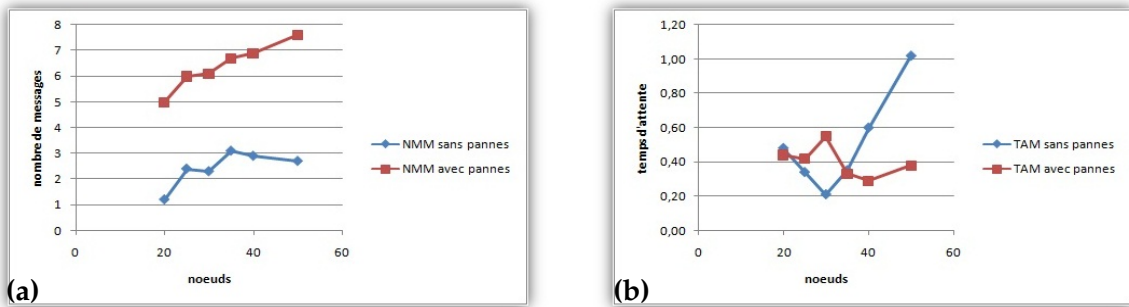 8
7
6
5
4
3
2
1
0
nombre de messages
0 20 40 60
noeuds
NMM sans pannes
NMM avec pannes
(a)
1,20
1,00
0,80
0,60
0,40
0,20
0,00
temps d'attente
0 20 40 60
noeuds
TAM sans pannes
TAM avec pannes
(b)